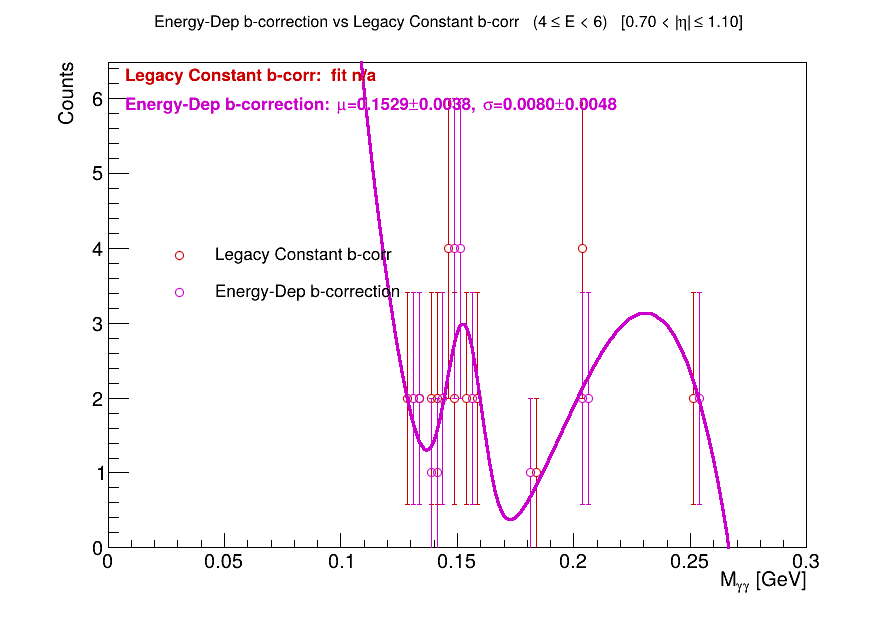 Energy-Dep b-correction vs Legacy Constant b-corr (4 ≤ E < 6) [0.70 < |η| ≤ 1.10]
Counts
Legacy Constant b-corr: fit n/a
Energy-Dep b-correction: μ=0.1529±0.0038, σ=0.0080±0.0048
Legacy Constant b-corr
Energy-Dep b-correction
6
5
4
3
2
1
0
0 0.05 0.1 0.15 0.2 0.25 0.3
Mγγ [GeV]